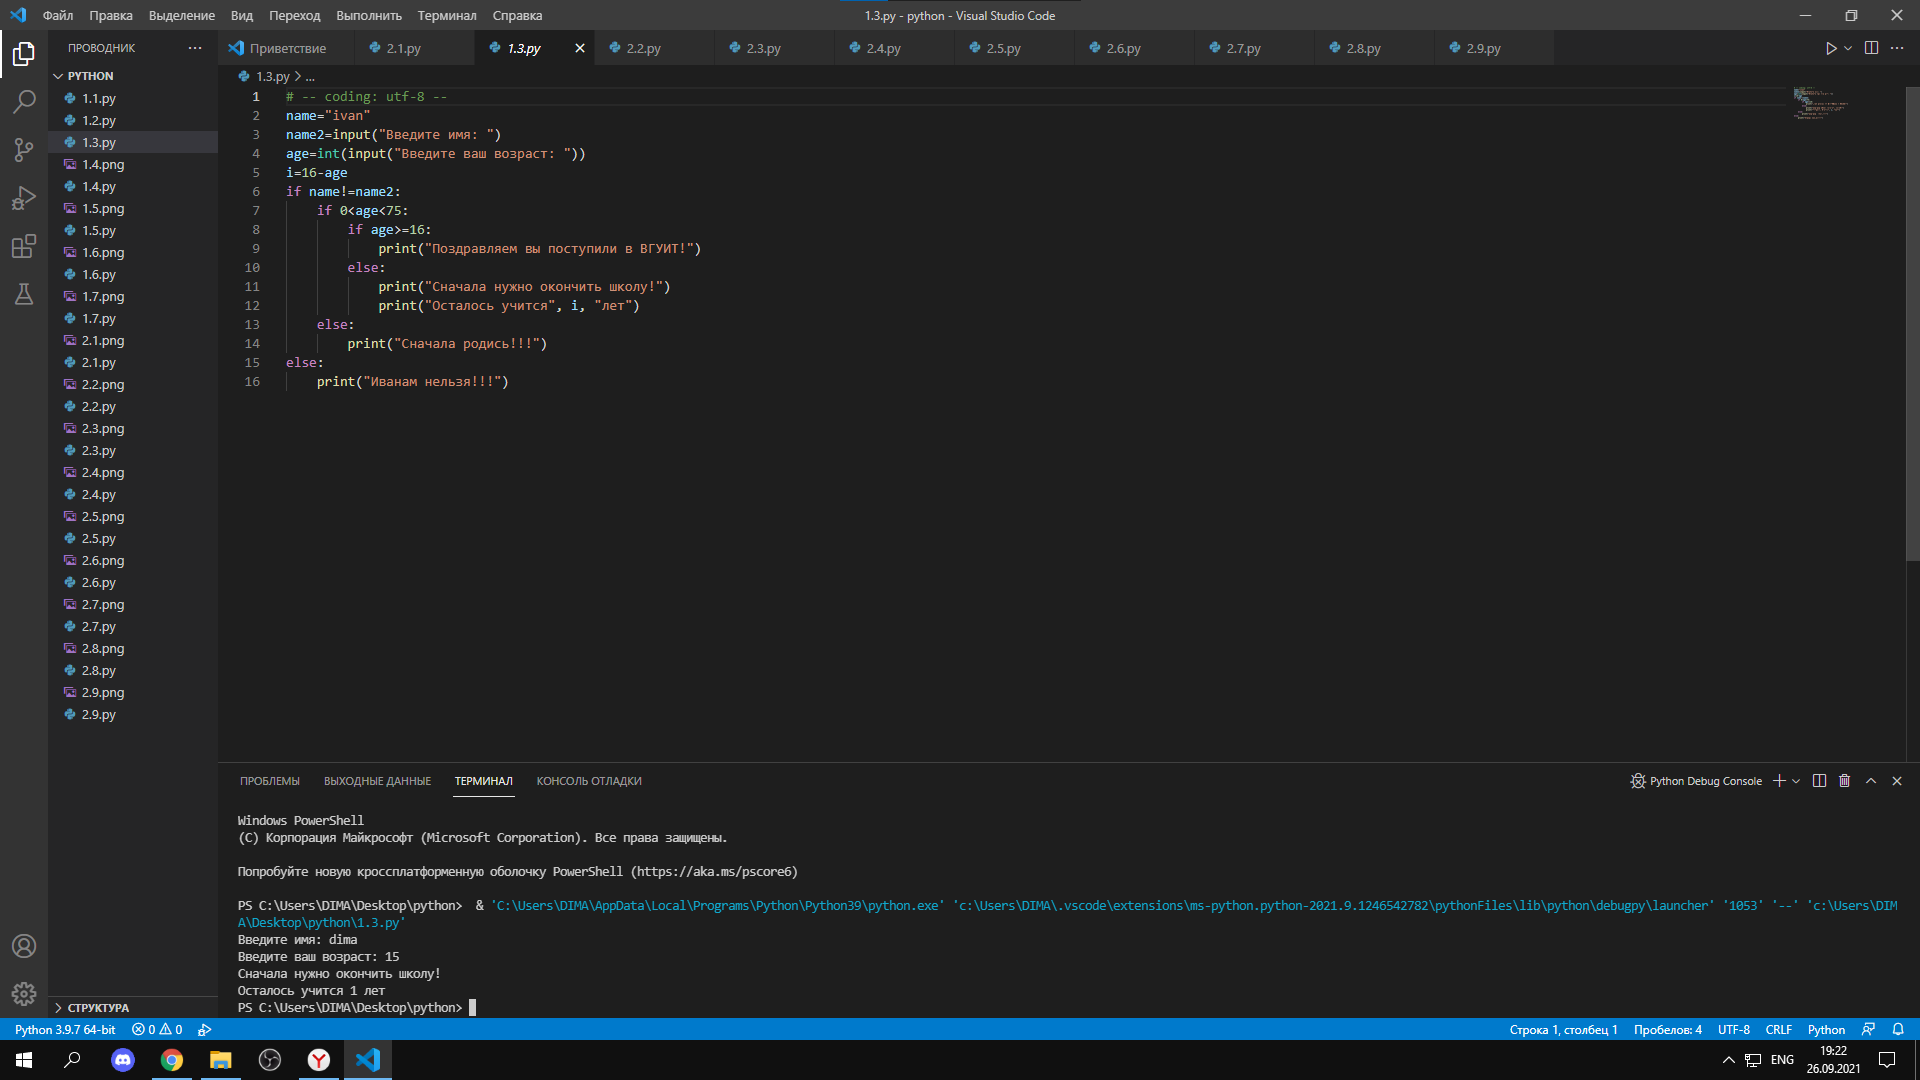 Файл Правка Выделение Вид Переход Выполнить Терминал Справка
1.3.py - python - Visual Studio Code
ПРОВОДНИК
Приветствие 2.1.py 1.3.py 2.2.py 2.3.py 2.4.py 2.5.py 2.6.py 2.7.py 2.8.py 2.9.py
PYTHON
1.1.py
1.2.py
1.3.py
1.4.png
1.4.py
1.5.png
1.5.py
1.6.png
1.6.py
1.7.png
1.7.py
2.1.png
2.1.py
2.2.png
2.2.py
2.3.png
2.3.py
2.4.png
2.4.py
2.5.png
2.5.py
2.6.png
2.6.py
2.7.png
2.7.py
2.8.png
2.8.py
2.9.png
2.9.py
СТРУКТУРА
1.3.py > ...
1 # -- coding: utf-8 --
2 name="ivan"
3 name2=input("Введите имя: ")
4 age=int(input("Введите ваш возраст: "))
5 i=16-age
6 if name!=name2:
7 if 0<age<75:
8 if age>=16:
9 print("Поздравляем вы поступили в ВГУИТ!")
10 else:
11 print("Сначала нужно окончить школу!")
12 print("Осталось учится", i, "лет")
13 else:
14 print("Сначала родись!!!")
15 else:
16 print("Иванам нельзя!!!")
ПРОБЛЕМЫ ВЫХОДНЫЕ ДАННЫЕ ТЕРМИНАЛ КОНСОЛЬ ОТЛАДКИ
Python Debug Console
Windows PowerShell
(C) Корпорация Майкрософт (Microsoft Corporation). Все права защищены.
Попробуйте новую кроссплатформенную оболочку PowerShell (https://aka.ms/pscore6)
PS C:\Users\DIMA\Desktop\python> & 'C:\Users\DIMA\AppData\Local\Programs\Python\Python39\python.exe' 'c:\Users\DIMA\.vscode\extensions\ms-python.python-2021.9.1246542782\pythonFiles\lib\python\debugpy\launcher' '1053' '--' 'c:\Users\DIM
A\Desktop\python\1.3.py'
Введите имя: dima
Введите ваш возраст: 15
Сначала нужно окончить школу!
Осталось учится 1 лет
PS C:\Users\DIMA\Desktop\python>
Python 3.9.7 64-bit 0 0
Строка 1, столбец 1 Пробелов: 4 UTF-8 CRLF Python
ENG
19:22
26.09.2021